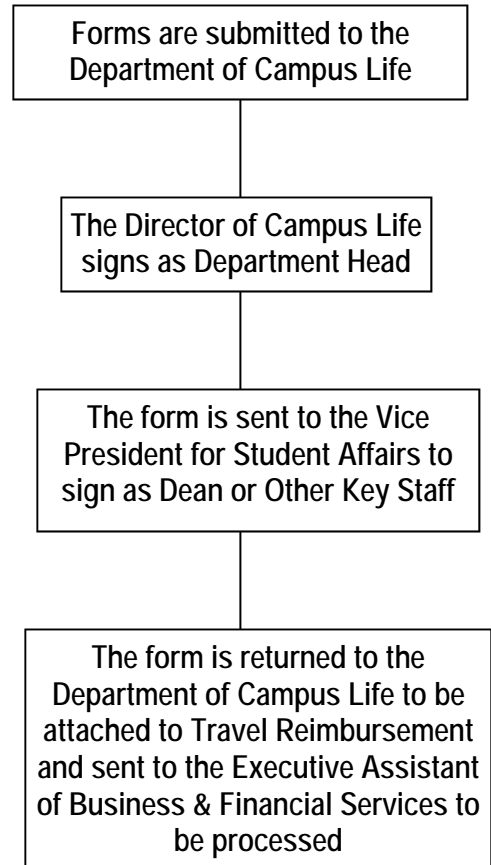 Forms are submitted to the
Department of Campus Life
The Director of Campus Life
signs as Department Head
The form is sent to the Vice
President for Student Affairs to
sign as Dean or Other Key Staff
The form is returned to the
Department of Campus Life to be
attached to Travel Reimbursement
and sent to the Executive Assistant
of Business & Financial Services to
be processed